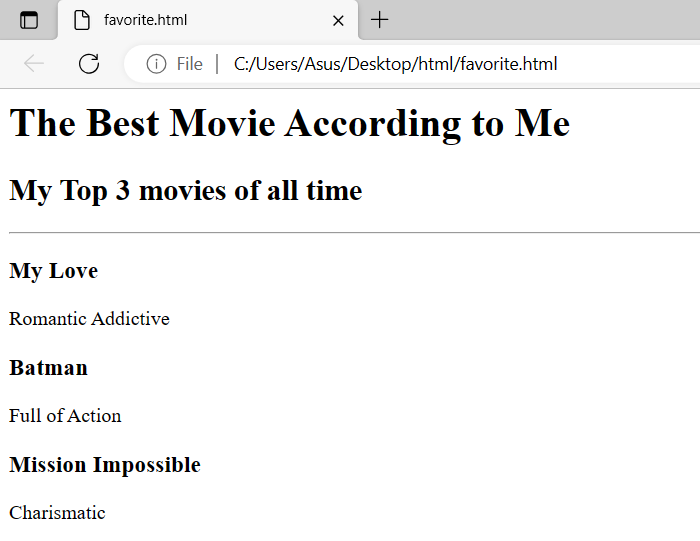 favorite.html
File | C:/Users/Asus/Desktop/html/favorite.html
The Best Movie According to Me
My Top 3 movies of all time
My Love
Romantic Addictive
Batman
Full of Action
Mission Impossible
Charismatic